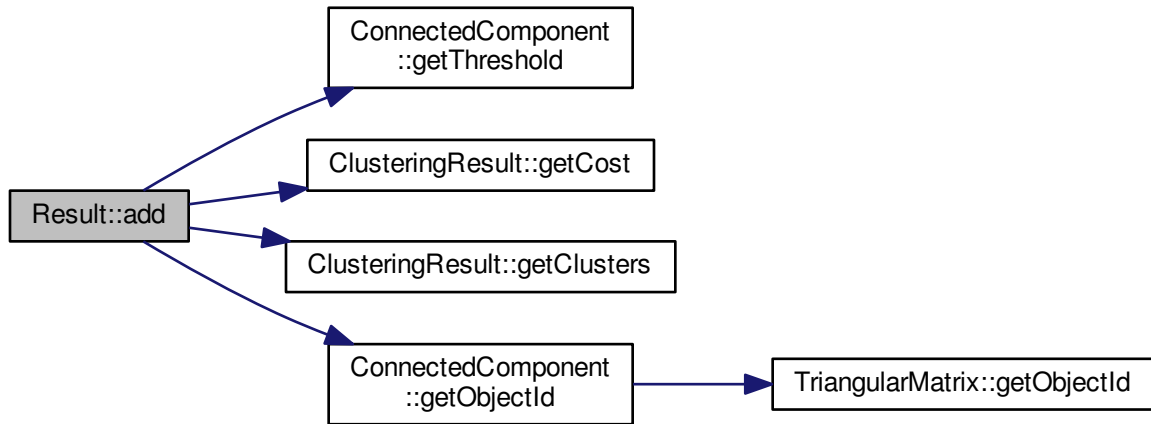 ConnectedComponent
::getThreshold
ClusteringResult::getCost
Result::add
ClusteringResult::getClusters
ConnectedComponent
::getObjectId
TriangularMatrix::getObjectId